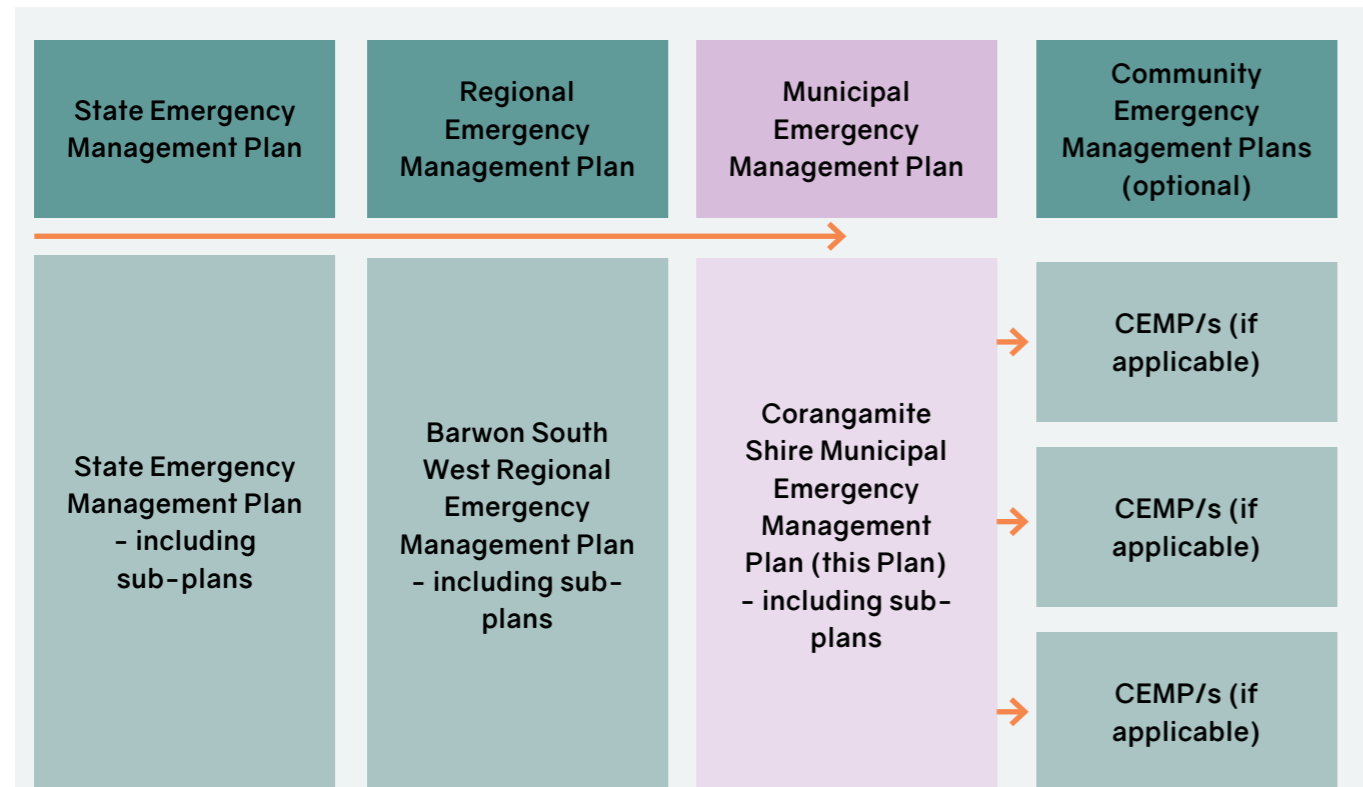 State Emergency
Management Plan
Regional
Emergency
Management Plan
Municipal
Emergency
Management Plan
Community
Emergency
Management Plans
(optional)
State Emergency
Management Plan
- including
sub-plans
Barwon South
West Regional
Emergency
Management Plan
- including sub-
plans
Corangamite
Shire Municipal
Emergency
Management
Plan (this Plan)
- including sub-
plans
CEMP/s (if
applicable)
CEMP/s (if
applicable)
CEMP/s (if
applicable)